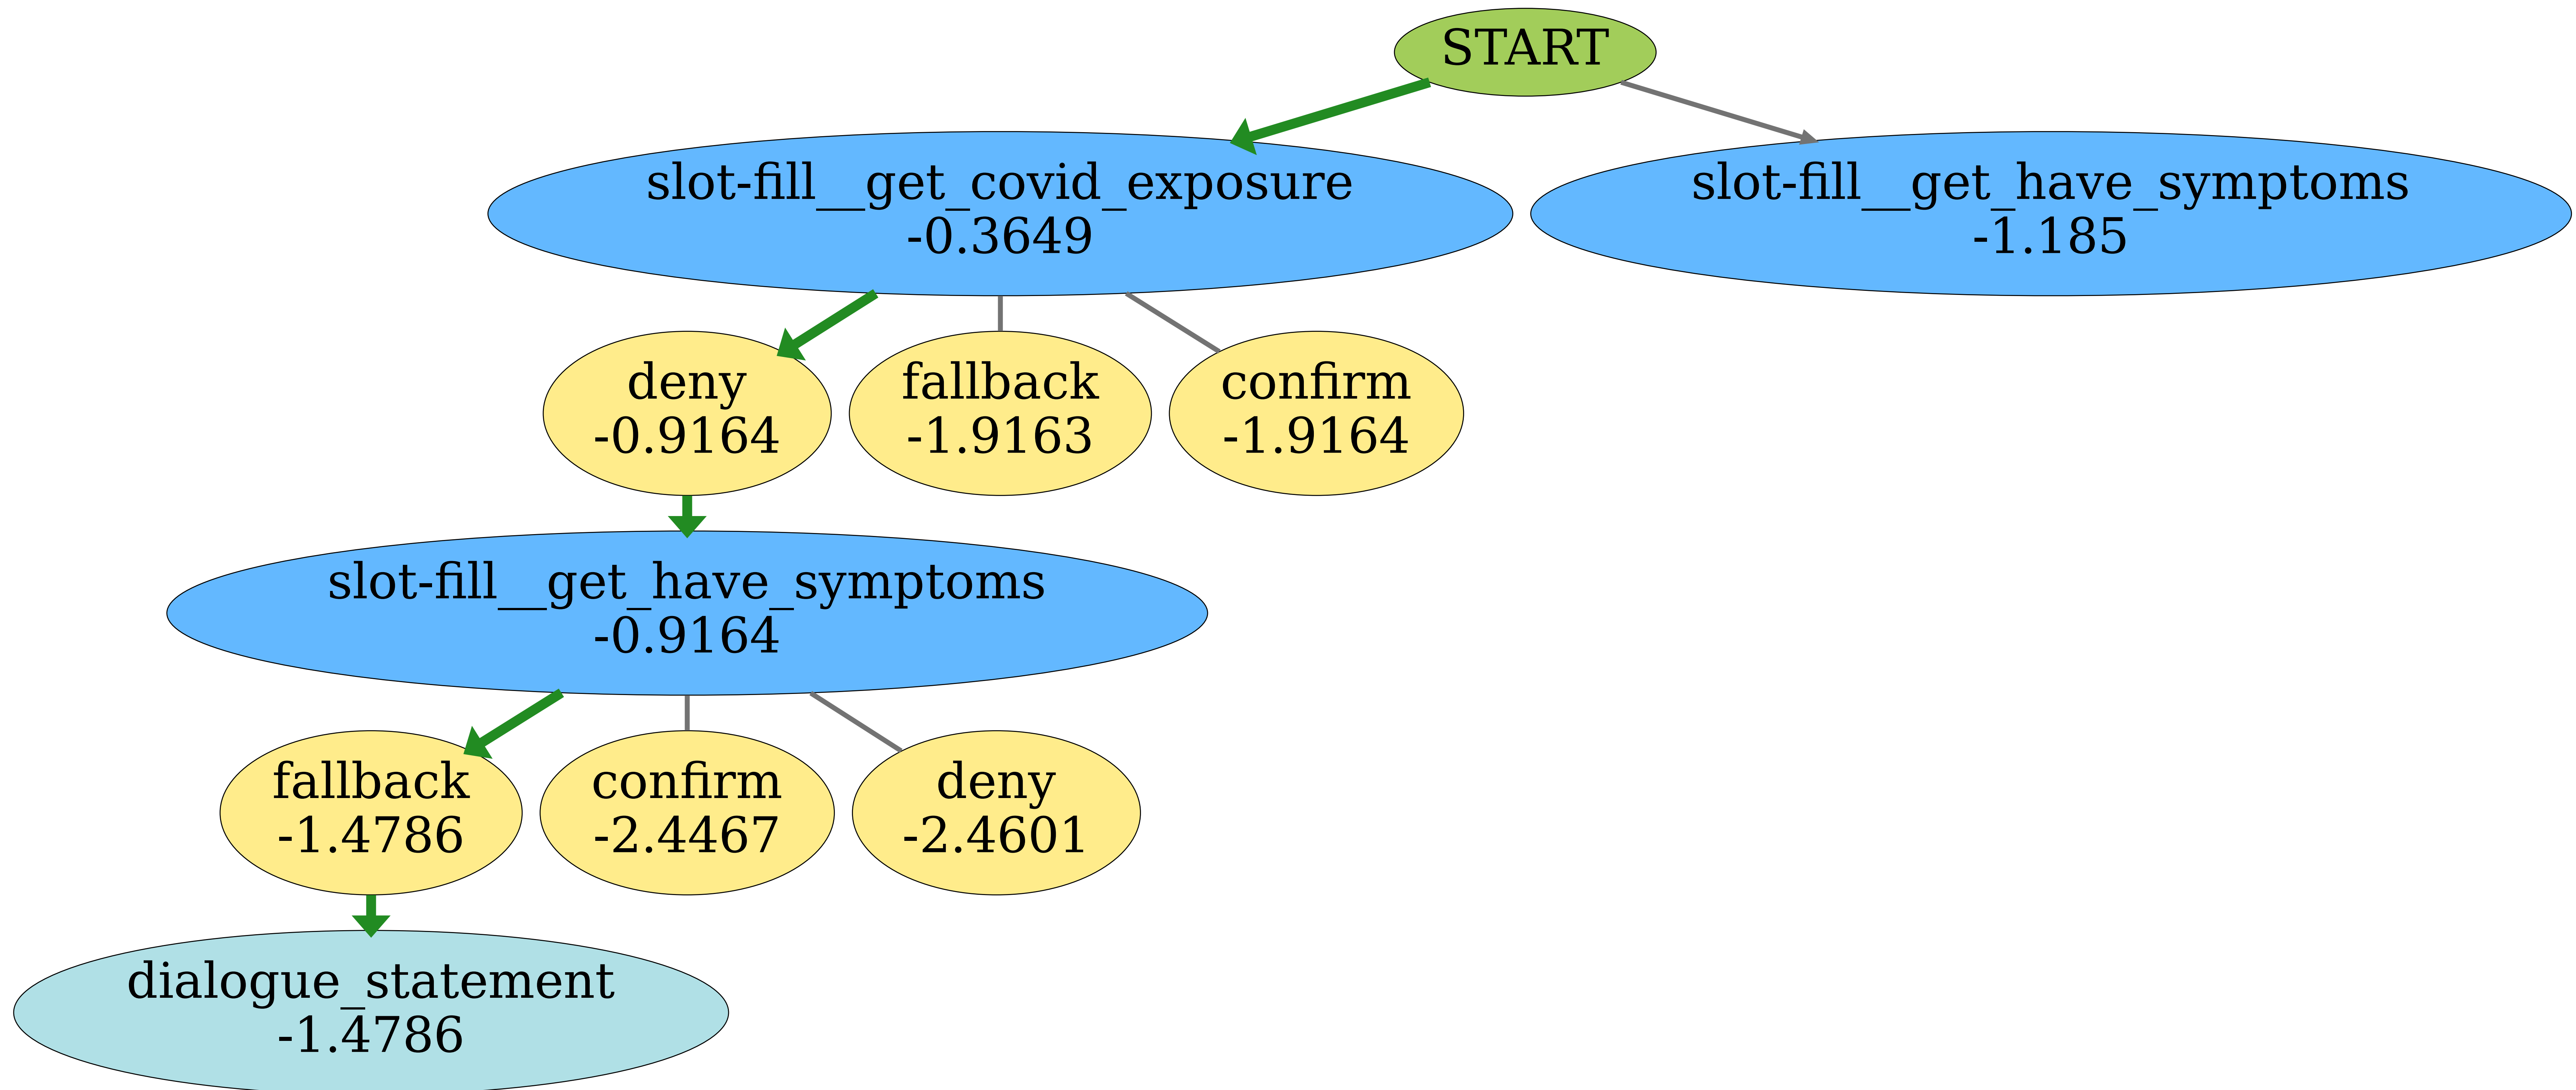 START
slot-fill__get_covid_exposure
-0.3649
slot-fill__get_have_symptoms
-1.185
deny
-0.9164
fallback
-1.9163
confirm
-1.9164
slot-fill__get_have_symptoms
-0.9164
fallback
-1.4786
confirm
-2.4467
deny
-2.4601
dialogue_statement
-1.4786